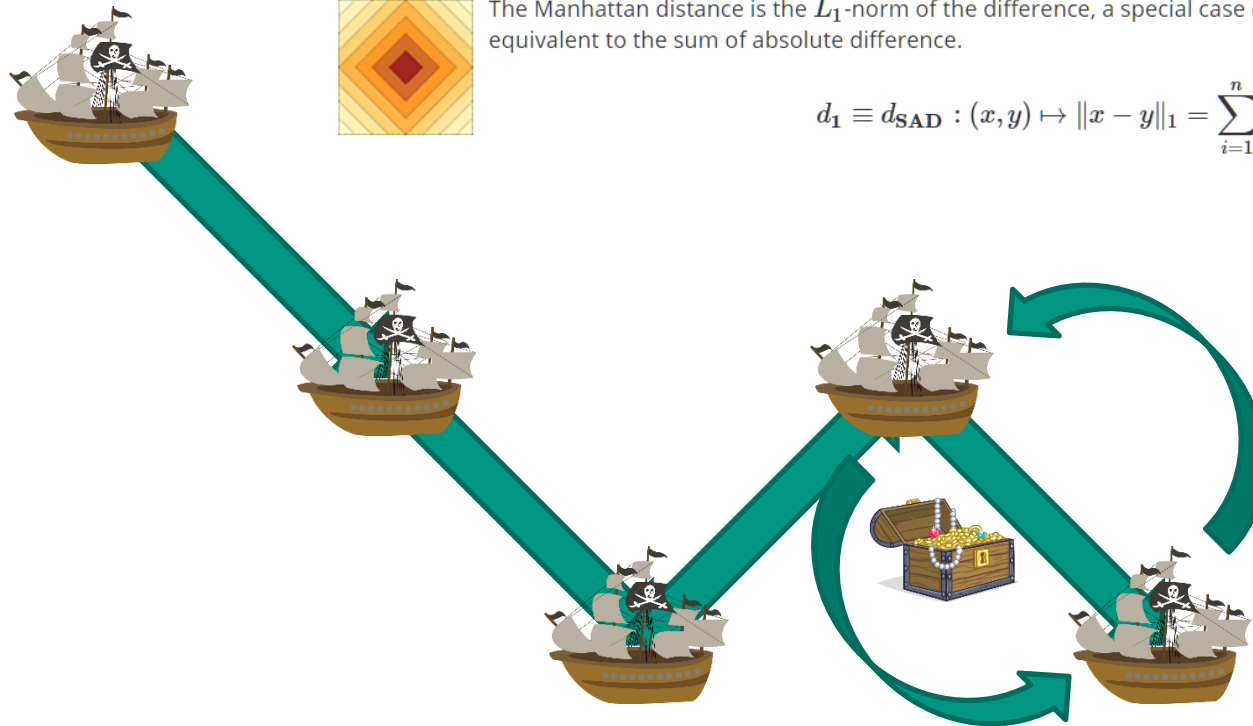 The Manhattan distance is the L₁-norm of the difference, a special case
equivalent to the sum of absolute difference.
d₁ ≡ d_SAD : (x, y) ↦ ‖x − y‖₁ = ∑_{i=1}^{n}